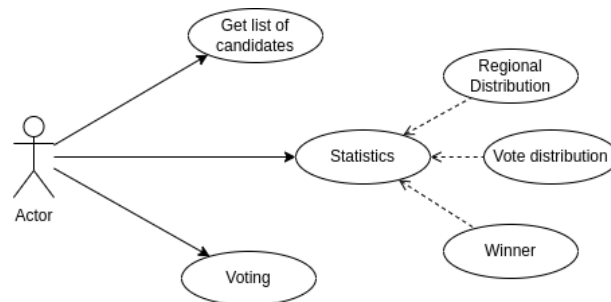 Get list of
candidates
Regional
Distribution
Statistics
Vote distribution
Actor
Winner
Voting